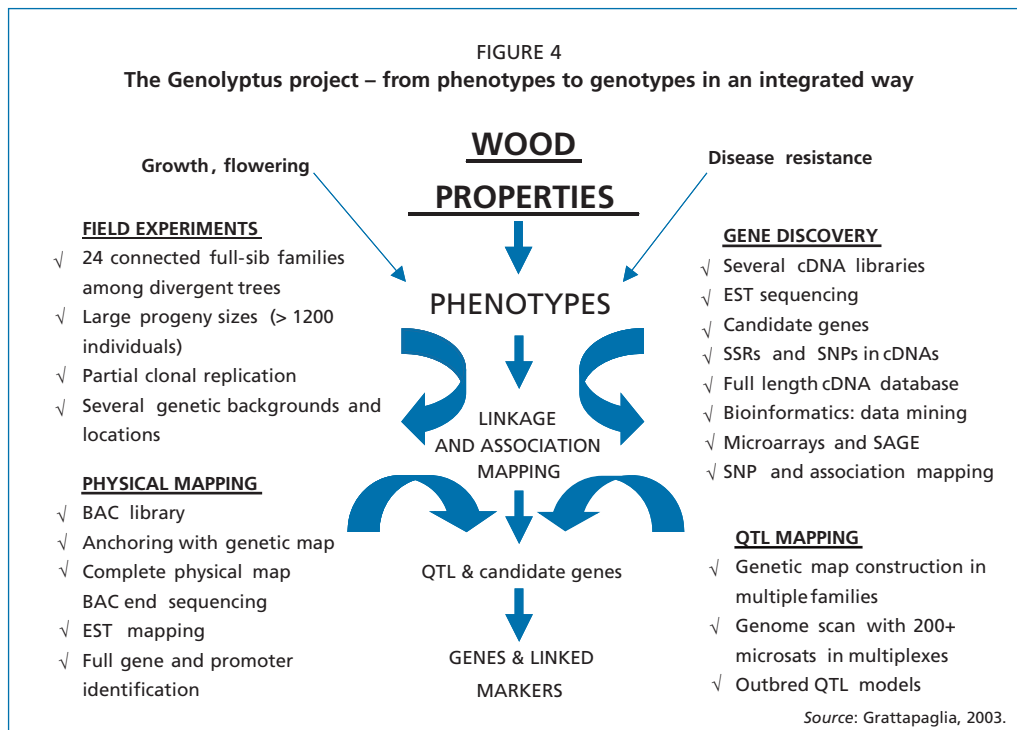 FIGURE 4
The Genolyptus project – from phenotypes to genotypes in an integrated way
WOOD
PROPERTIES
Growth, flowering
Disease resistance
FIELD EXPERIMENTS
√ 24 connected full-sib families
among divergent trees
√ Large progeny sizes (> 1200
individuals)
√ Partial clonal replication
√ Several genetic backgrounds and
locations
PHYSICAL MAPPING
√ BAC library
√ Anchoring with genetic map
√ Complete physical map
BAC end sequencing
√ EST mapping
√ Full gene and promoter
identification
PHENOTYPES
LINKAGE
AND ASSOCIATION
MAPPING
QTL & candidate genes
GENES & LINKED
MARKERS
GENE DISCOVERY
√ Several cDNA libraries
√ EST sequencing
√ Candidate genes
√ SSRs and SNPs in cDNAs
√ Full length cDNA database
√ Bioinformatics: data mining
√ Microarrays and SAGE
√ SNP and association mapping
QTL MAPPING
√ Genetic map construction in
multiple families
√ Genome scan with 200+
microsats in multiplexes
√ Outbred QTL models
Source: Grattapaglia, 2003.